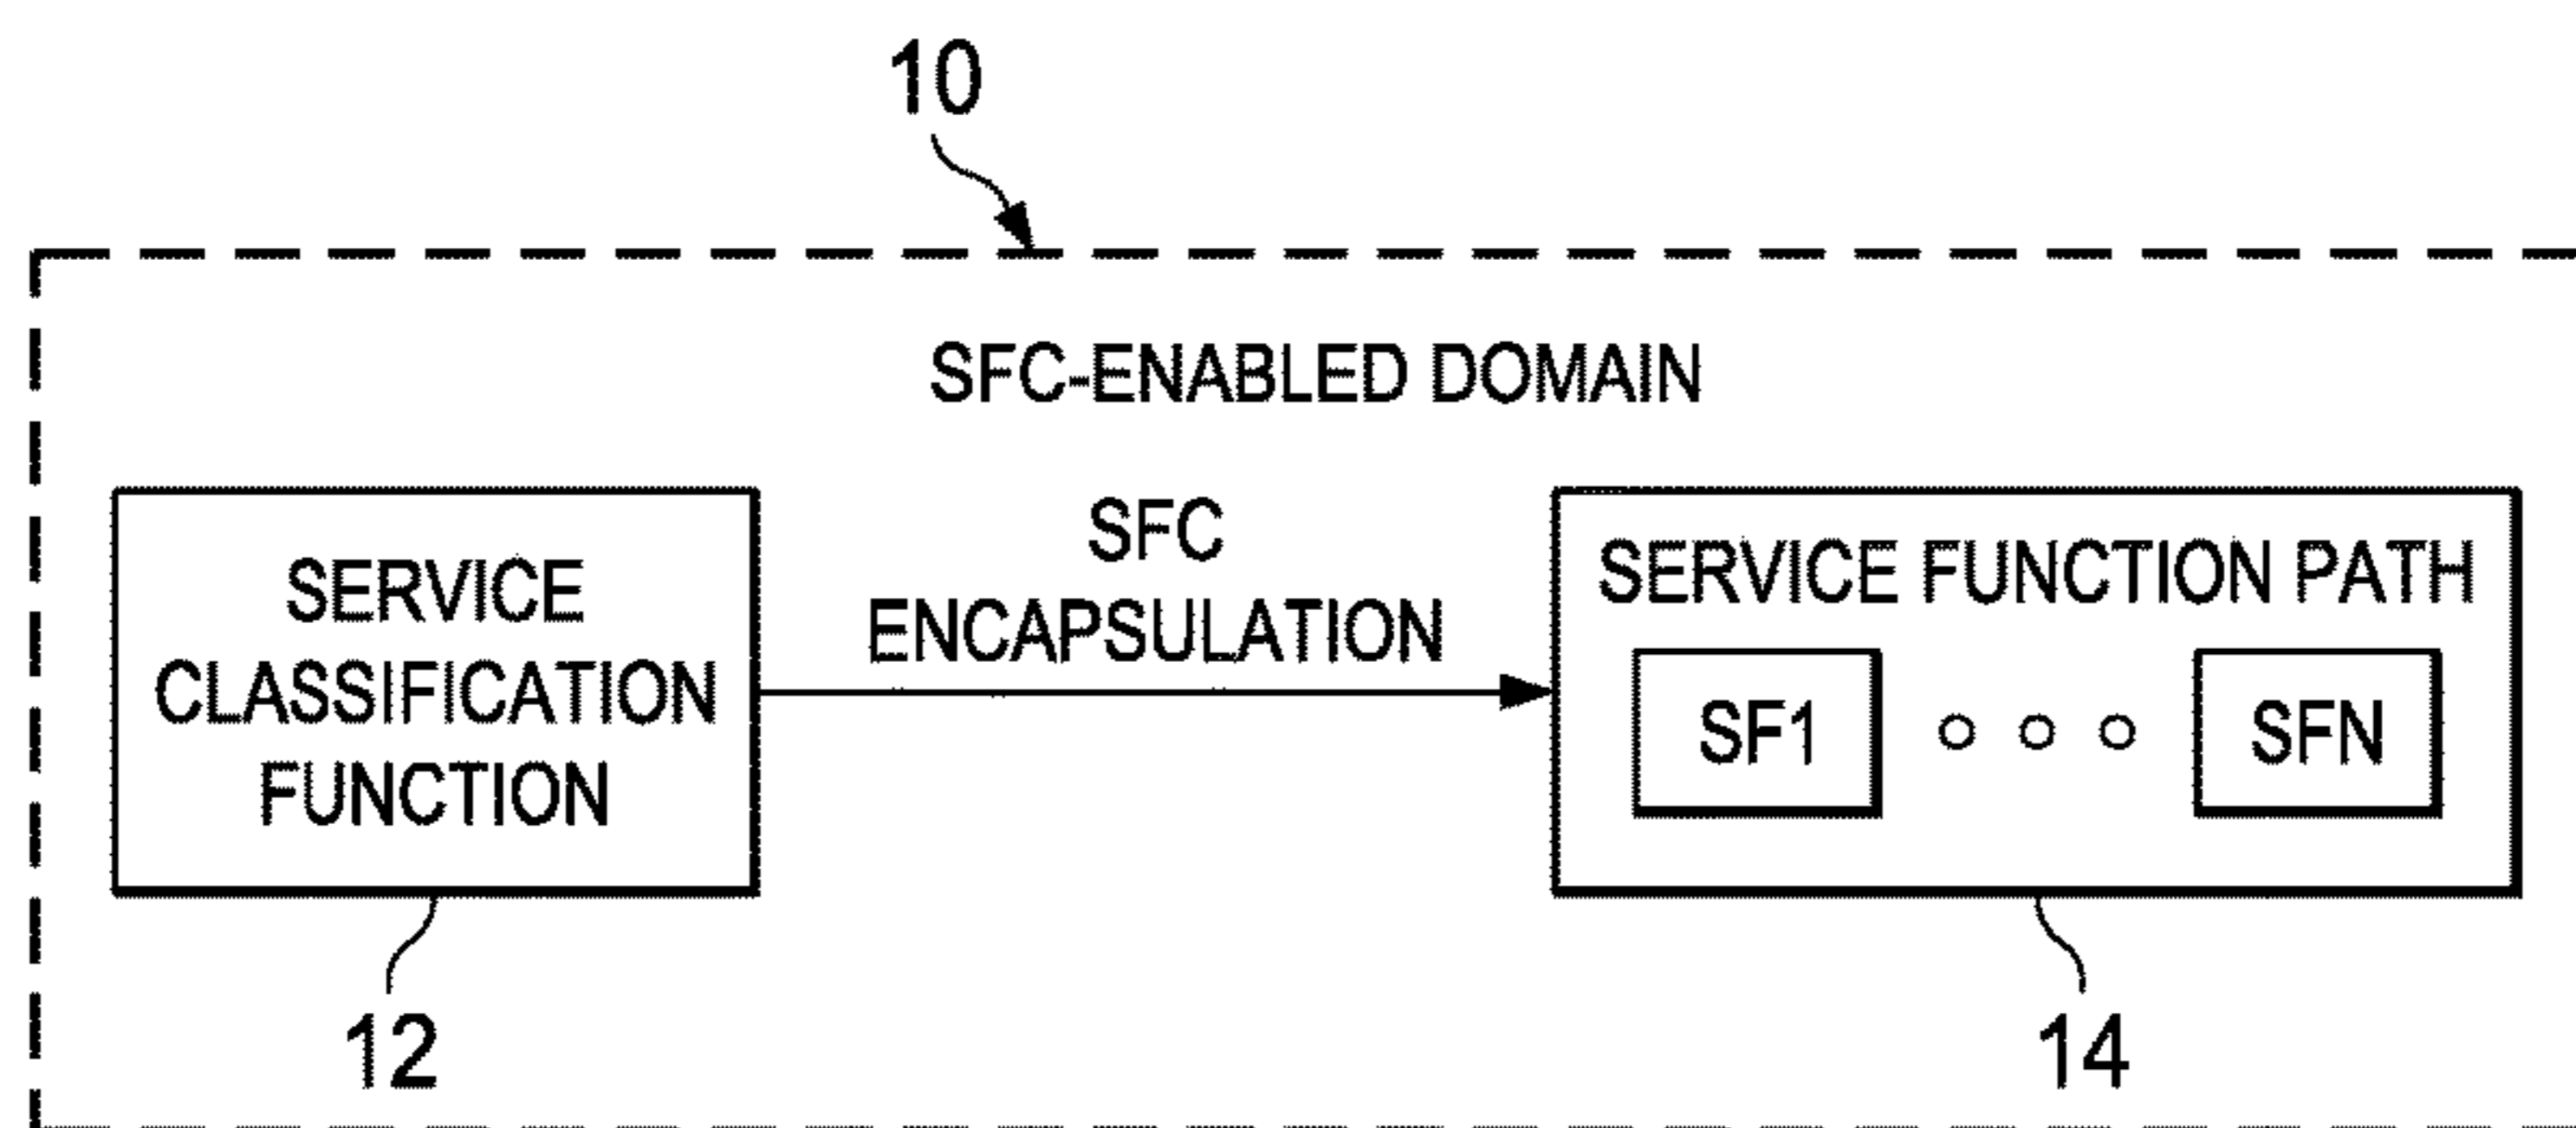 10
SFC-ENABLED DOMAIN
SERVICE
CLASSIFICATION
FUNCTION
SFC
ENCAPSULATION
SERVICE FUNCTION PATH
SF1
SFN
12
14